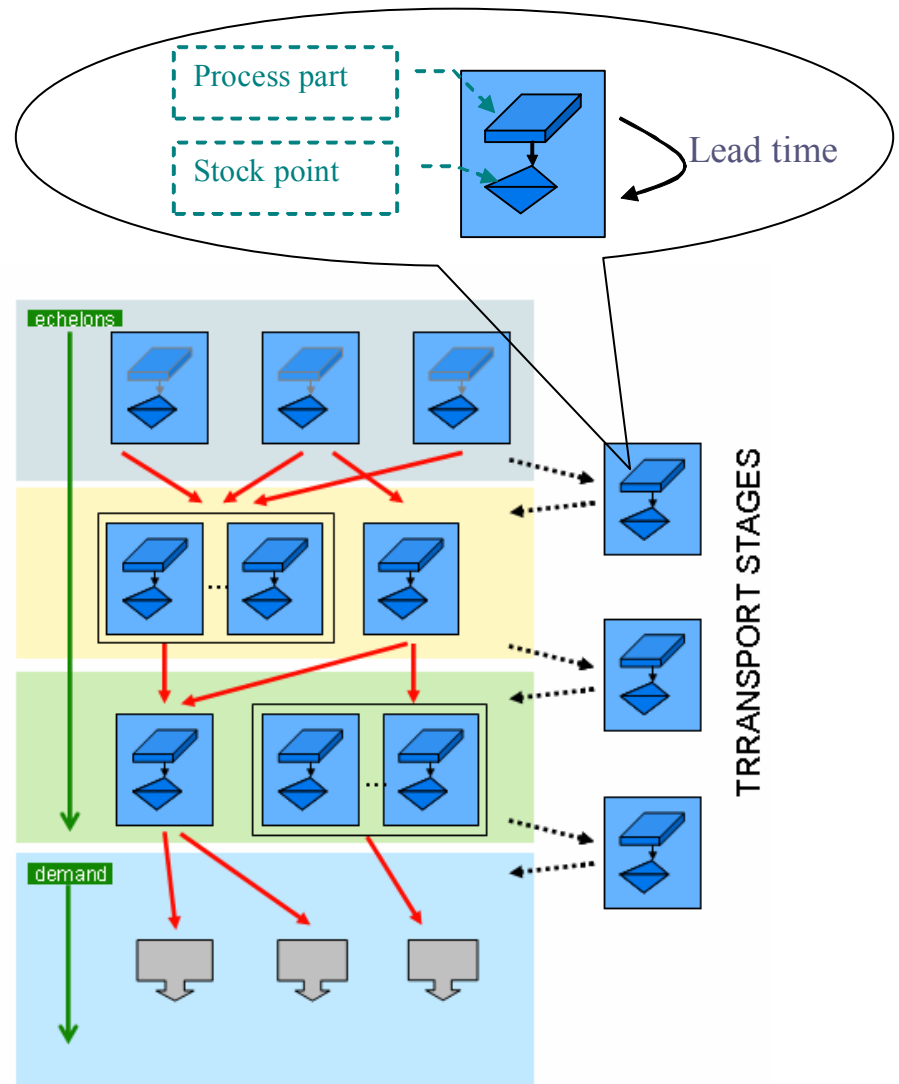 Process part
Stock point
Lead time
echelons
TRRANSPORT STAGES
...
...
demand